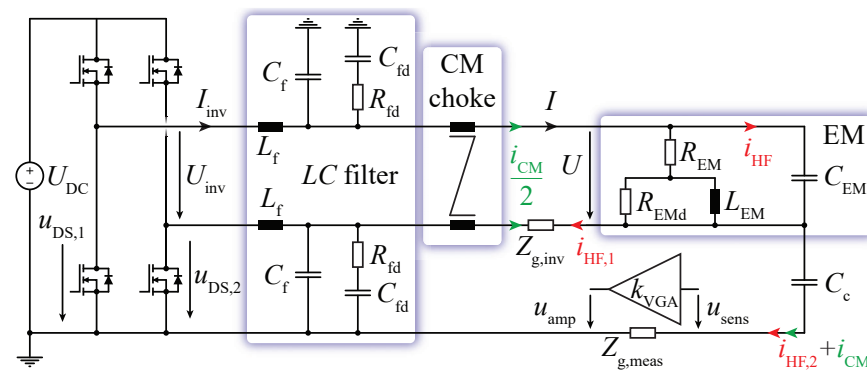 U_DC
u_DS,1
u_DS,2
I_inv
U_inv
L_f
L_f
C_f
C_fd
R_fd
LC filter
C_f
R_fd
C_fd
CM
choke
i_CM
2
I
U
Z_g,inv
i_HF,1
i_HF
EM
R_EM
R_EMd
L_EM
C_EM
C_c
u_amp
k_VGA
u_sens
Z_g,meas
i_HF,2+i_CM